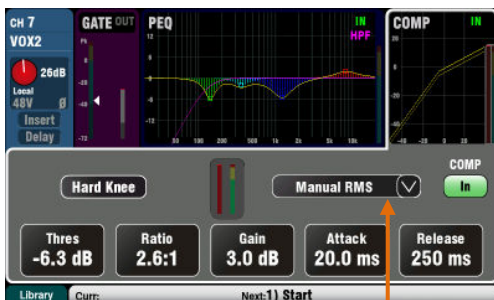 CH 7
VOX2
GATE OUT
PEQ
IN
HPF
COMP
IN
26dB
Local
48V Ø
Insert
Delay
Hard Knee
Manual RMS
COMP
In
Thres
-6.3 dB
Ratio
2.6:1
Gain
3.0 dB
Attack
20.0 ms
Release
250 ms
Library
Curr:
Next:1) Start